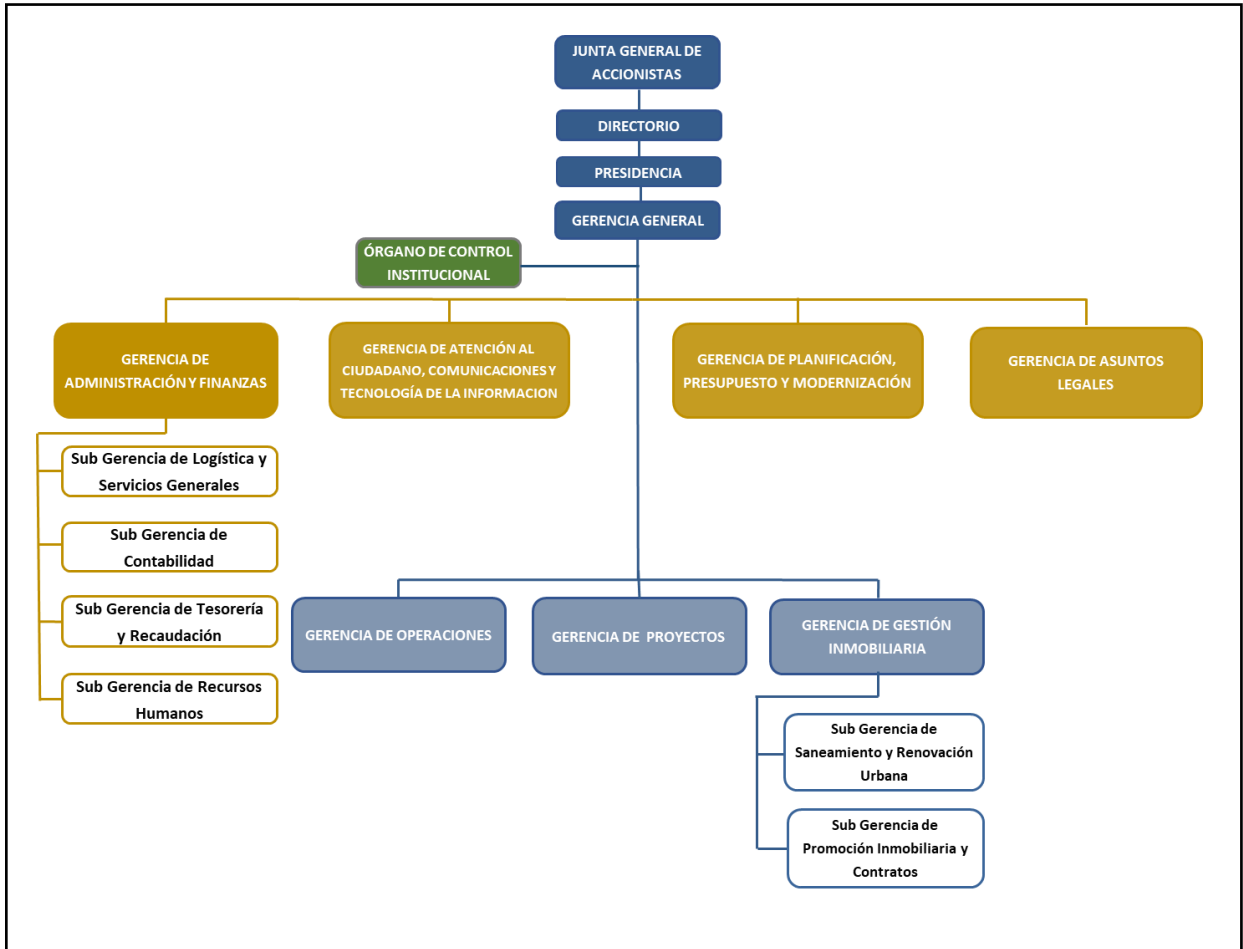 JUNTA GENERAL DE
ACCIONISTAS
DIRECTORIO
PRESIDENCIA
GERENCIA GENERAL
ÓRGANO DE CONTROL
INSTITUCIONAL
GERENCIA DE
ADMINISTRACIÓN Y FINANZAS
GERENCIA DE ATENCIÓN AL
CIUDADANO, COMUNICACIONES Y
TECNOLOGÍA DE LA INFORMACION
GERENCIA DE PLANIFICACIÓN,
PRESUPUESTO Y MODERNIZACIÓN
GERENCIA DE ASUNTOS
LEGALES
Sub Gerencia de Logística y
Servicios Generales
Sub Gerencia de
Contabilidad
Sub Gerencia de Tesorería
y Recaudación
Sub Gerencia de Recursos
Humanos
GERENCIA DE OPERACIONES
GERENCIA DE PROYECTOS
GERENCIA DE GESTIÓN
INMOBILIARIA
Sub Gerencia de
Saneamiento y Renovación
Urbana
Sub Gerencia de
Promoción Inmobiliaria y
Contratos